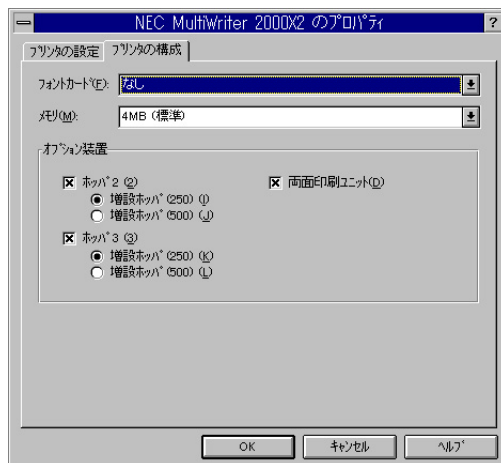 NEC MultiWriter 2000X2 のプロパティ ?
プリンタの設定 プリンタの構成
フォントカード(F): なし
メモリ(M): 4MB (標準)
オプション装置
ホッパ2 (2) 両面印刷ユニット(D)
増設ホッパ(250) (I)
増設ホッパ(500) (J)
ホッパ3 (3)
増設ホッパ(250) (K)
増設ホッパ(500) (L)
OK キャンセル ヘルプ